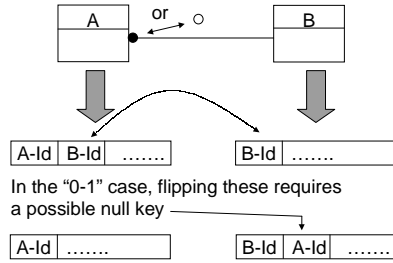 A or B
A-Id B-Id ....... B-Id .......
In the “0-1” case, flipping these requires
a possible null key
A-Id ....... B-Id A-Id .......